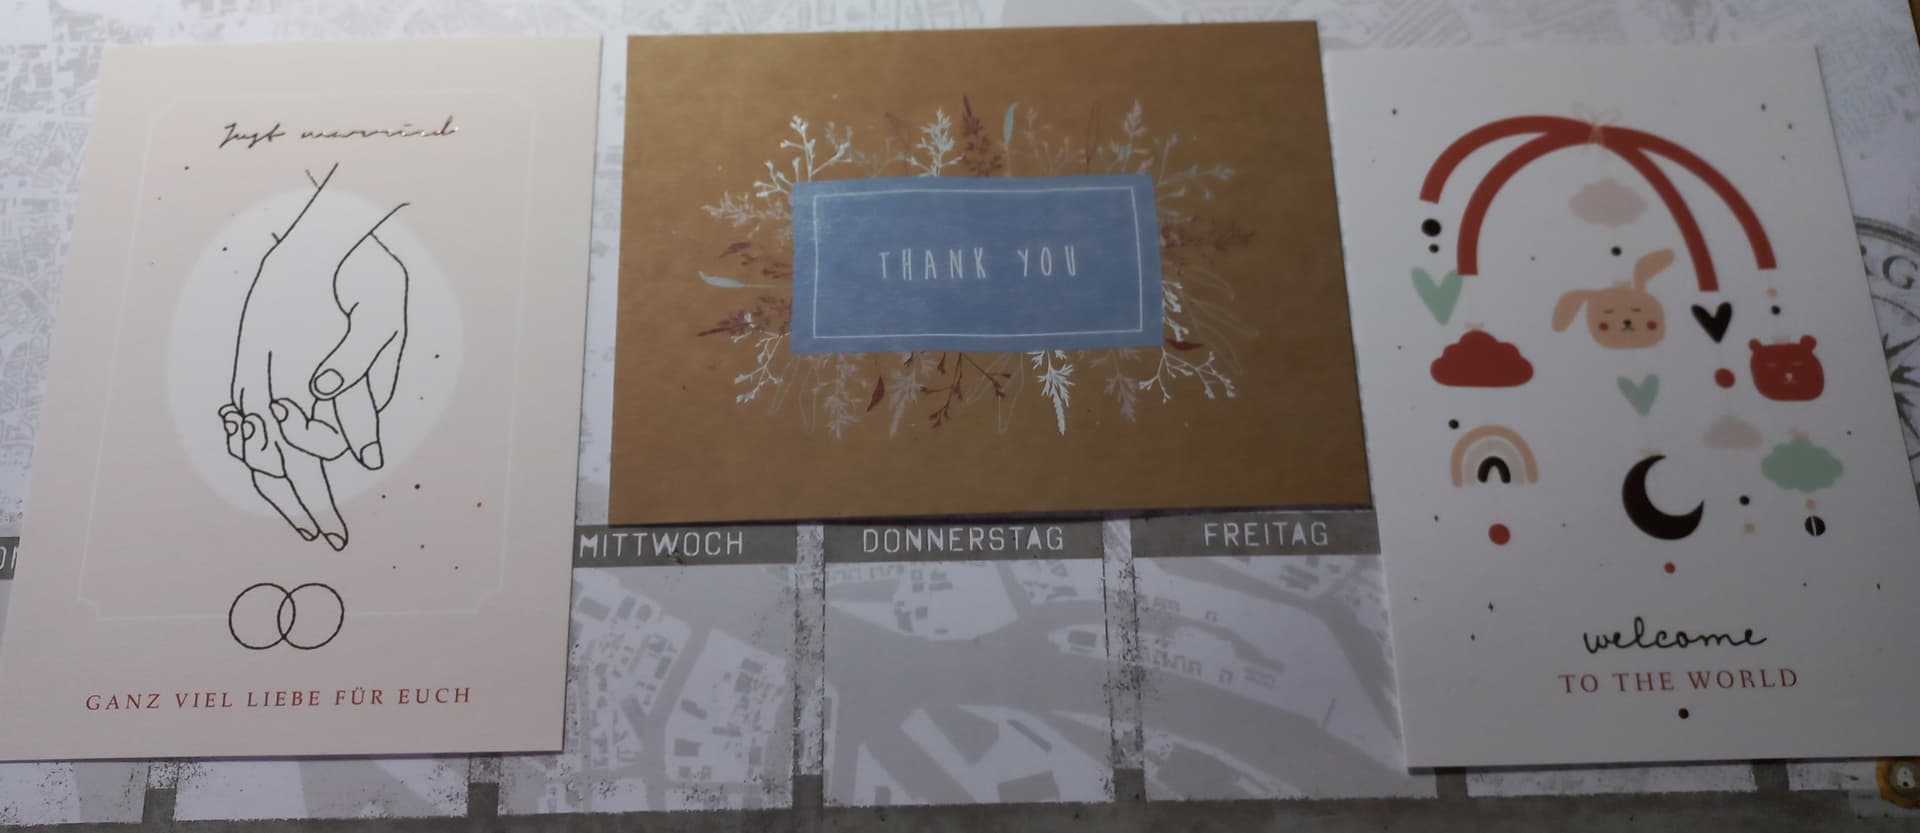 Just married
GANZ VIEL LIEBE FÜR EUCH
THANK YOU
welcome
TO THE WORLD
MITTWOCH
DONNERSTAG
FREITAG